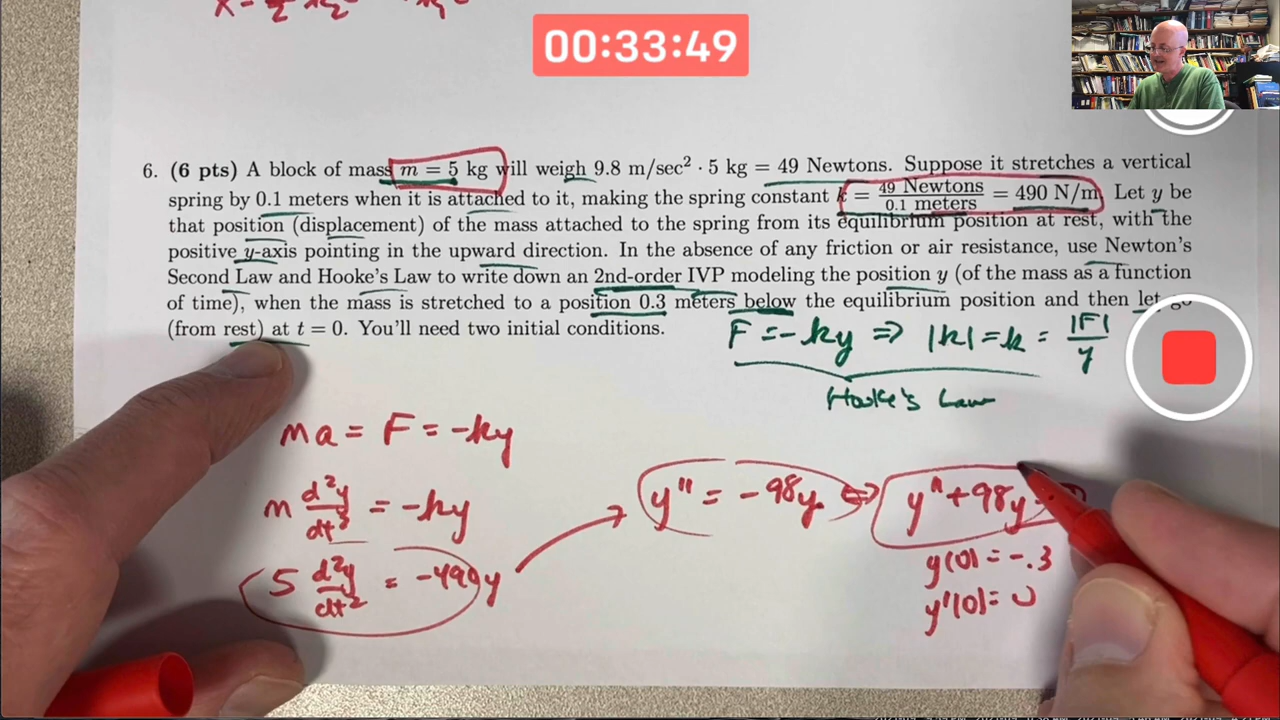 00:33:49
6. (6 pts) A block of mass m = 5 kg will weigh 9.8 m/sec² · 5 kg = 49 Newtons. Suppose it stretches a vertical
spring by 0.1 meters when it is attached to it, making the spring constant k = 49 Newtons / 0.1 meters = 490 N/m. Let y be
that position (displacement) of the mass attached to the spring from its equilibrium position at rest, with the
positive y-axis pointing in the upward direction. In the absence of any friction or air resistance, use Newton's
Second Law and Hooke's Law to write down an 2nd-order IVP modeling the position y (of the mass as a function
of time), when the mass is stretched to a position 0.3 meters below the equilibrium position and then let go
(from rest) at t = 0. You'll need two initial conditions.
F = -ky ⇒ |k| = k = |F|/y
Hooke's Law
ma = F = -ky
m d²y/dt² = -ky
5 d²y/dt² = -490y
y'' = -98y ⇔ y'' + 98y
y(0) = -.3
y'(0) = 0